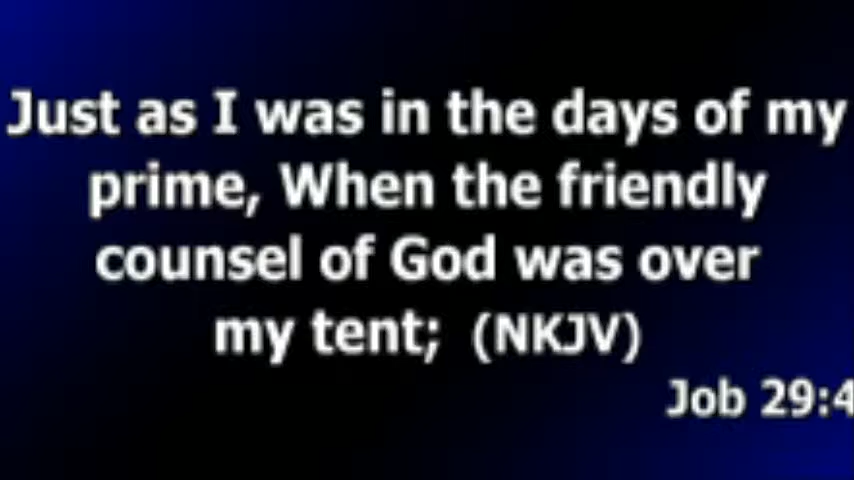 Just as I was in the days of my
prime, When the friendly
counsel of God was over
my tent; (NKJV)
Job 29:4